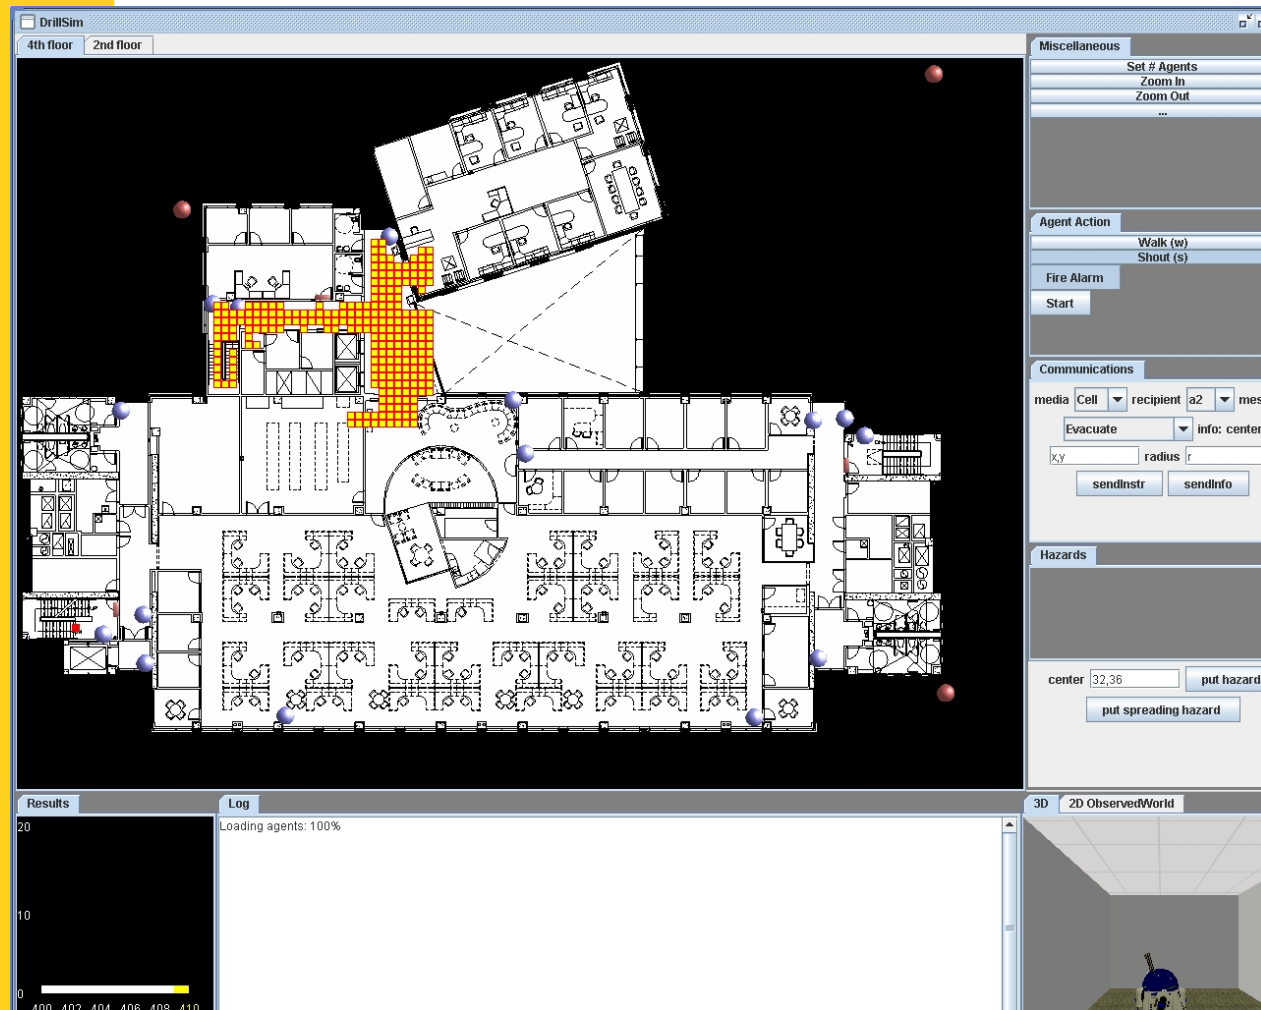 DrillSim
4th floor 2nd floor
Miscellaneous
Set # Agents
Zoom In
Zoom Out
...
Agent Action
Walk (w)
Shout (s)
Fire Alarm
Start
Communications
media Cell recipient a2 mes
Evacuate info: center
x,y radius r
sendInstr sendInfo
Hazards
center 32,36 put hazard
put spreading hazard
Results
20
10
0
400 402 404 406 408 410
Log
Loading agents: 100%
3D 2D ObservedWorld